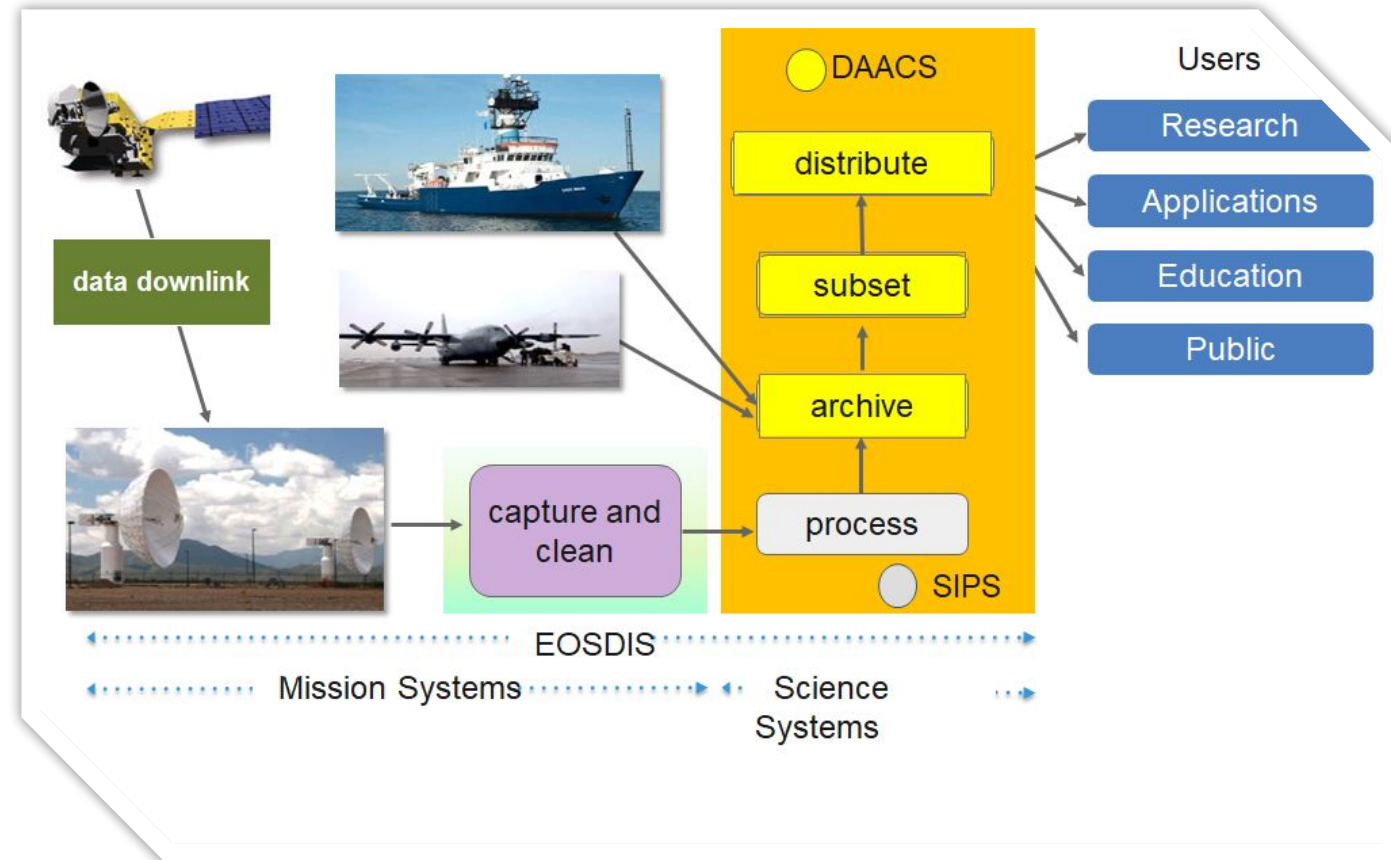 DAACS
Users
Research
distribute
Applications
data downlink
subset
Education
Public
archive
capture and
clean
process
SIPS
EOSDIS
Mission Systems
Science
Systems